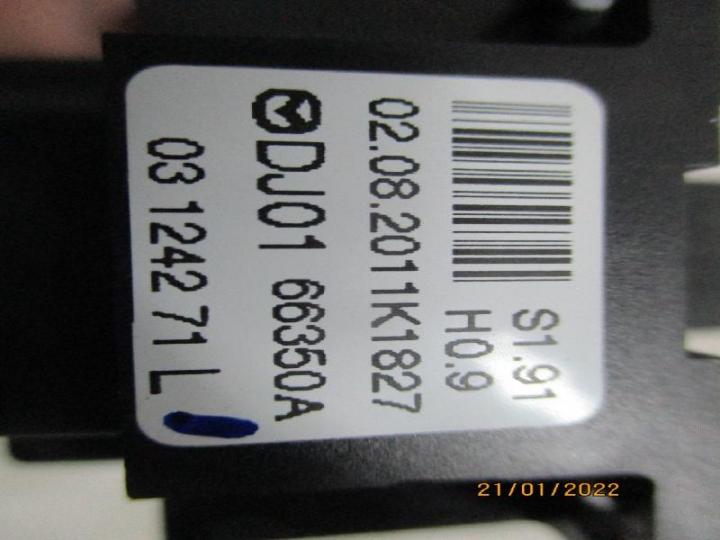 S1.91
H0.9
02.08.2011K1827
DJ01 66350A
03 1242 71 L
21/01/2022